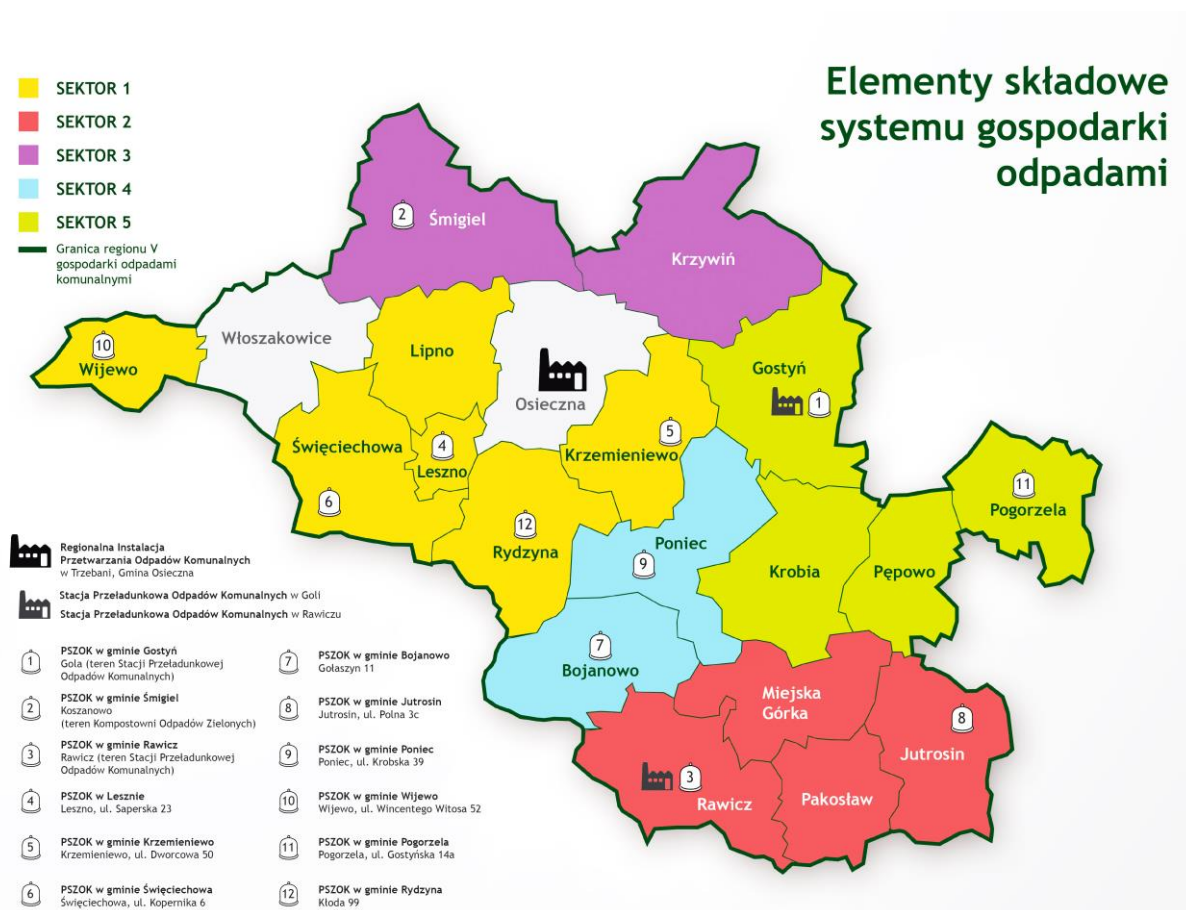 Elementy składowe
systemu gospodarki
odpadami
SEKTOR 1
SEKTOR 2
SEKTOR 3
SEKTOR 4
SEKTOR 5
Granica regionu V
gospodarki odpadami
komunalnymi
2
Śmigiel
Krzywiń
10
Wijewo
Włoszakowice
Lipno
Osieczna
Gostyń
1
Święciechowa
4
Leszno
5
Krzemieniewo
6
12
Rydzyna
Poniec
9
Krobia
Pępowo
11
Pogorzela
7
Bojanowo
Miejska
Górka
8
Jutrosin
3
Rawicz
Pakosław
Regionalna Instalacja
Przetwarzania Odpadów Komunalnych
w Trzebani, Gmina Osieczna
Stacja Przeładunkowa Odpadów Komunalnych w Goli
Stacja Przeładunkowa Odpadów Komunalnych w Rawiczu
1
PSZOK w gminie Gostyń
Gola (teren Stacji Przeładunkowej
Odpadów Komunalnych)
2
PSZOK w gminie Śmigiel
Koszanowo
(teren Kompostowni Odpadów Zielonych)
3
PSZOK w gminie Rawicz
Rawicz (teren Stacji Przeładunkowej
Odpadów Komunalnych)
4
PSZOK w Lesznie
Leszno, ul. Saperska 23
5
PSZOK w gminie Krzemieniewo
Krzemieniewo, ul. Dworcowa 50
6
PSZOK w gminie Święciechowa
Święciechowa, ul. Kopernika 6
7
PSZOK w gminie Bojanowo
Gołaszyn 11
8
PSZOK w gminie Jutrosin
Jutrosin, ul. Polna 3c
9
PSZOK w gminie Poniec
Poniec, ul. Krobska 39
10
PSZOK w gminie Wijewo
Wijewo, ul. Wincentego Witosa 52
11
PSZOK w gminie Pogorzela
Pogorzela, ul. Gostyńska 14a
12
PSZOK w gminie Rydzyna
Kłoda 99